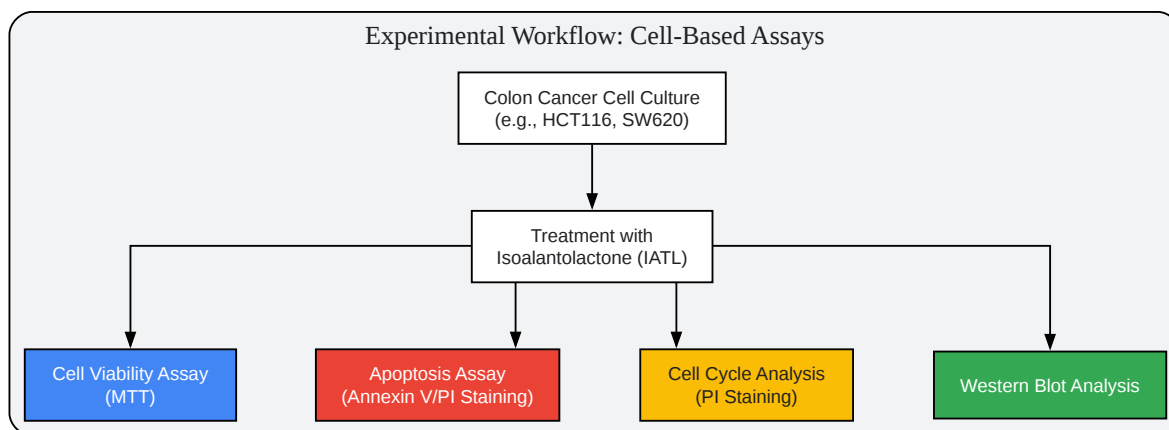 Experimental Workflow: Cell-Based Assays
Colon Cancer Cell Culture
(e.g., HCT116, SW620)
Treatment with
Isoalantolactone (IATL)
Cell Viability Assay
(MTT)
Apoptosis Assay
(Annexin V/PI Staining)
Cell Cycle Analysis
(PI Staining)
Western Blot Analysis